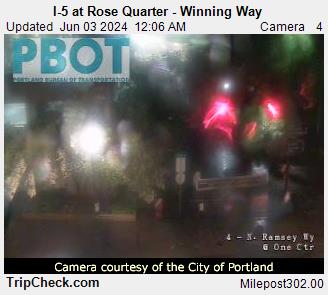 I-5 at Rose Quarter - Winning Way
Updated Jun 03 2024 12:06 AM Camera 4
PBOT
PORTLAND BUREAU OF TRANSPORTATION
4 - N. Ramsey Wy
@ One Ctr
Camera courtesy of the City of Portland
TripCheck.com Milepost302.00